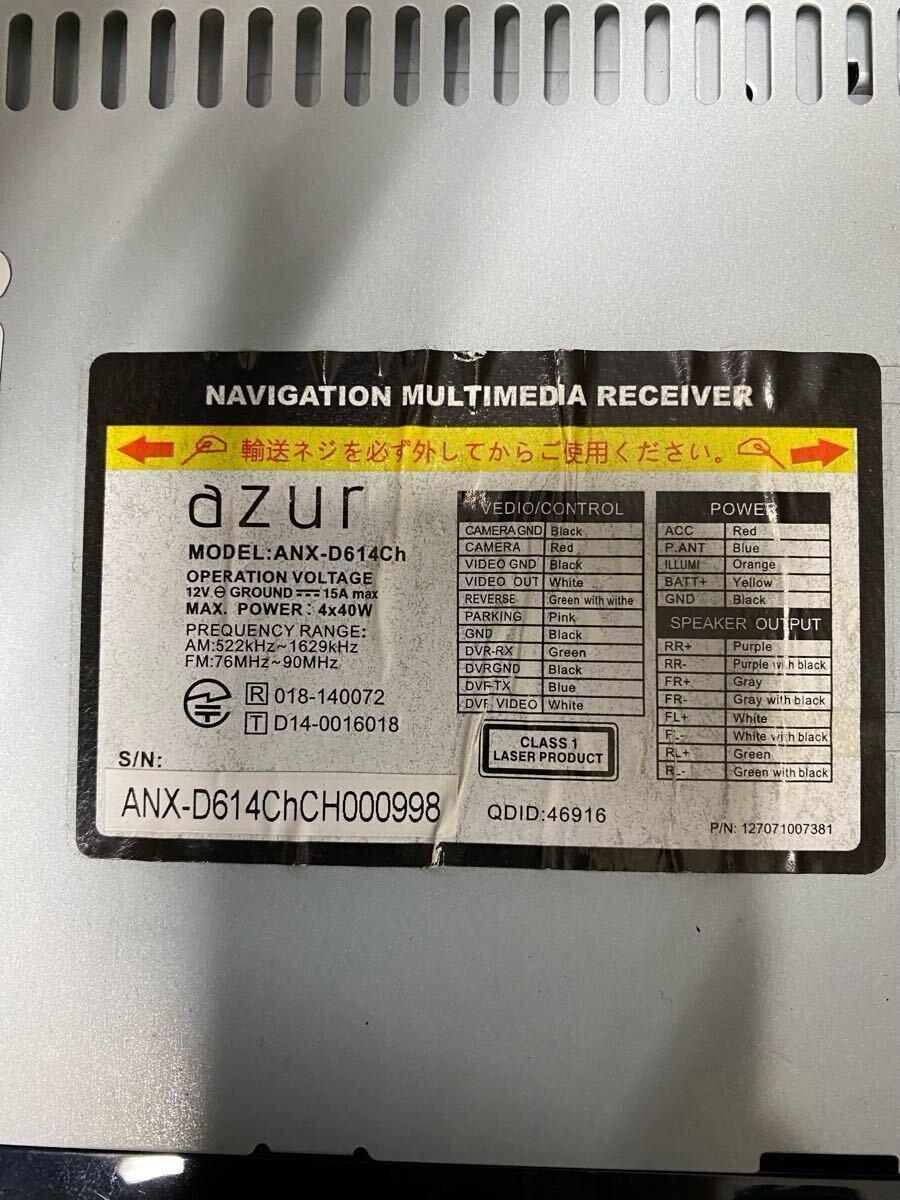 NAVIGATION MULTIMEDIA RECEIVER
輸送ネジを必ず外してからご使用ください。
azur
MODEL:ANX-D614Ch
OPERATION VOLTAGE
12V ⊖ GROUND ⎓ 15A max
MAX. POWER: 4x40W
PREQUENCY RANGE:
AM:522kHz~1629kHz
FM:76MHz~90MHz
R 018-140072
T D14-0016018
S/N:
ANX-D614ChCH000998
VEDIO/CONTROL
CAMERA GND Black
CAMERA Red
VIDEO GND Black
VIDEO OUT White
REVERSE Green with withe
PARKING Pink
GND Black
DVR-RX Green
DVRGND Black
DVR-TX Blue
DVR VIDEO White
CLASS 1
LASER PRODUCT
QDID:46916
POWER
ACC Red
P.ANT Blue
ILLUMI Orange
BATT+ Yellow
GND Black
SPEAKER OUTPUT
RR+ Purple
RR- Purple with black
FR+ Gray
FR- Gray with black
FL+ White
FL- White with black
RL+ Green
RL- Green with black
P/N: 127071007381